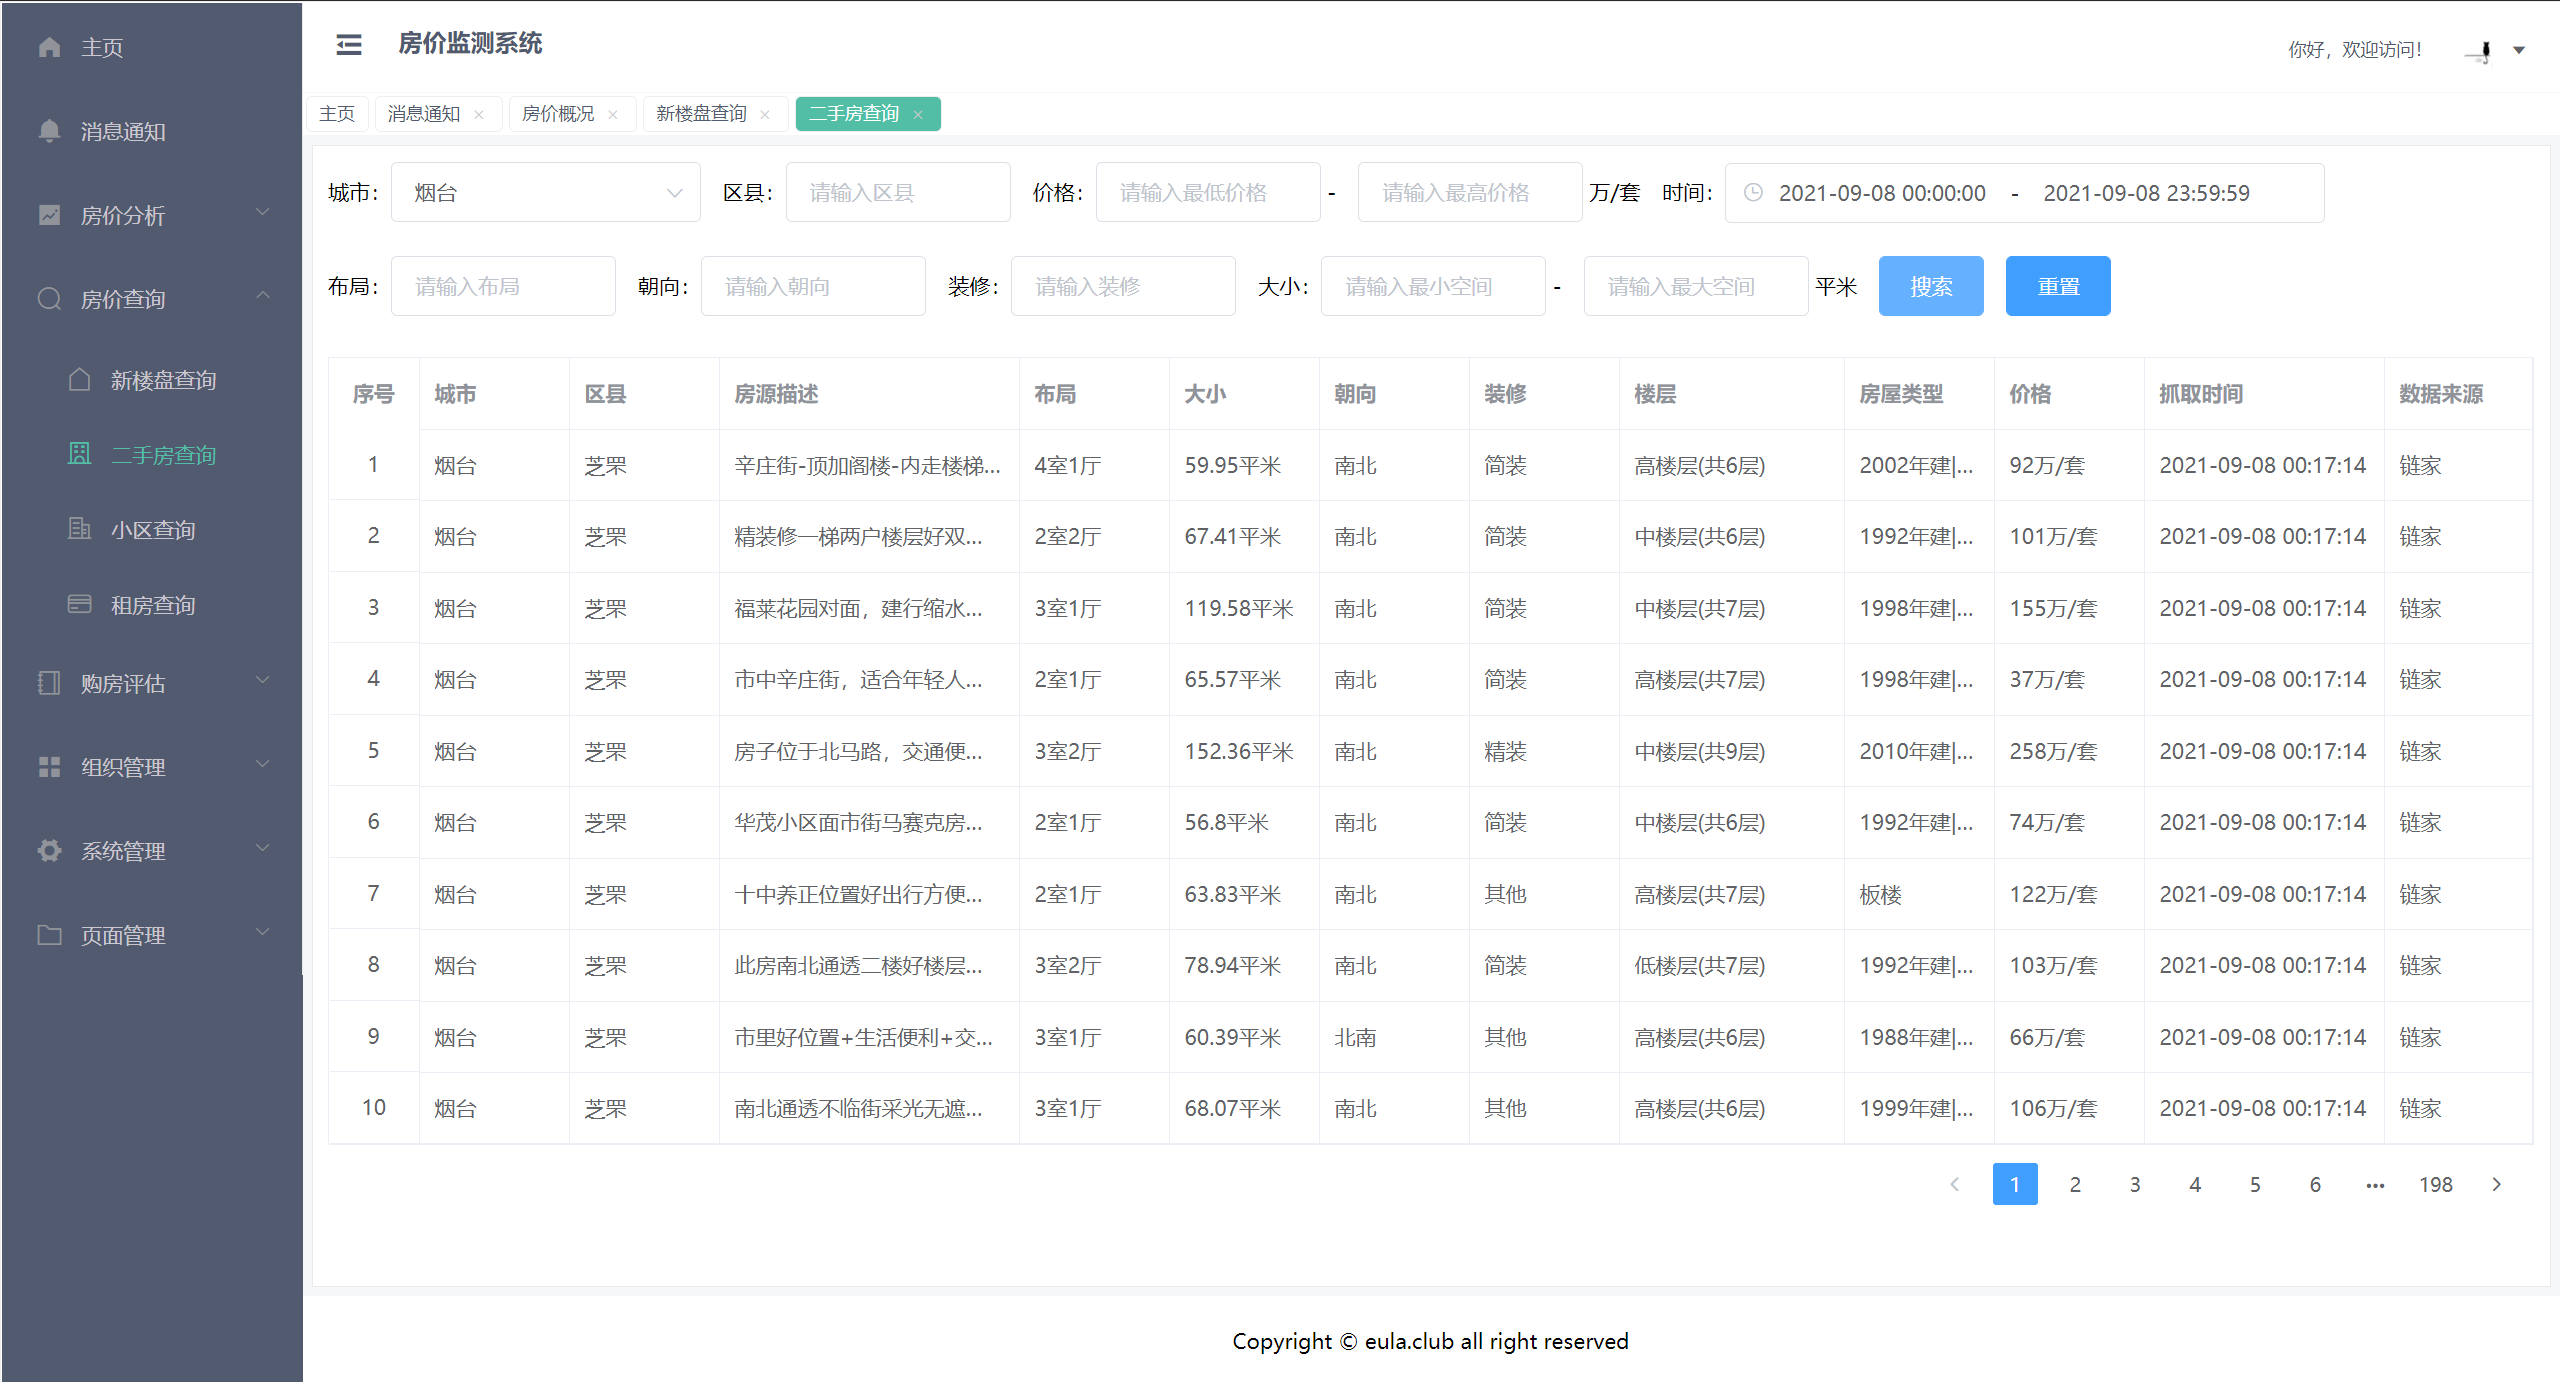 主页
消息通知
房价分析
房价查询
新楼盘查询
二手房查询
小区查询
租房查询
购房评估
组织管理
系统管理
页面管理
房价监测系统
你好，欢迎访问！
主页 消息通知 房价概况 新楼盘查询 二手房查询
城市： 烟台 区县： 请输入区县 价格： 请输入最低价格 - 请输入最高价格 万/套 时间： 2021-09-08 00:00:00 - 2021-09-08 23:59:59
布局： 请输入布局 朝向： 请输入朝向 装修： 请输入装修 大小： 请输入最小空间 - 请输入最大空间 平米 搜索 重置
序号 城市 区县 房源描述 布局 大小 朝向 装修 楼层 房屋类型 价格 抓取时间 数据来源
1 烟台 芝罘 辛庄街-顶加阁楼-内走楼梯... 4室1厅 59.95平米 南北 简装 高楼层(共6层) 2002年建|... 92万/套 2021-09-08 00:17:14 链家
2 烟台 芝罘 精装修一梯两户楼层好双... 2室2厅 67.41平米 南北 简装 中楼层(共6层) 1992年建|... 101万/套 2021-09-08 00:17:14 链家
3 烟台 芝罘 福莱花园对面，建行缩水... 3室1厅 119.58平米 南北 简装 中楼层(共7层) 1998年建|... 155万/套 2021-09-08 00:17:14 链家
4 烟台 芝罘 市中辛庄街，适合年轻人... 2室1厅 65.57平米 南北 简装 高楼层(共7层) 1998年建|... 37万/套 2021-09-08 00:17:14 链家
5 烟台 芝罘 房子位于北马路，交通便... 3室2厅 152.36平米 南北 精装 中楼层(共9层) 2010年建|... 258万/套 2021-09-08 00:17:14 链家
6 烟台 芝罘 华茂小区面市街马赛克房... 2室1厅 56.8平米 南北 简装 中楼层(共6层) 1992年建|... 74万/套 2021-09-08 00:17:14 链家
7 烟台 芝罘 十中养正位置好出行方便... 2室1厅 63.83平米 南北 其他 高楼层(共7层) 板楼 122万/套 2021-09-08 00:17:14 链家
8 烟台 芝罘 此房南北通透二楼好楼层... 3室2厅 78.94平米 南北 简装 低楼层(共7层) 1992年建|... 103万/套 2021-09-08 00:17:14 链家
9 烟台 芝罘 市里好位置+生活便利+交... 3室1厅 60.39平米 北南 其他 高楼层(共6层) 1988年建|... 66万/套 2021-09-08 00:17:14 链家
10 烟台 芝罘 南北通透不临街采光无遮... 3室1厅 68.07平米 南北 其他 高楼层(共6层) 1999年建|... 106万/套 2021-09-08 00:17:14 链家
1 2 3 4 5 6 ... 198
Copyright © eula.club all right reserved